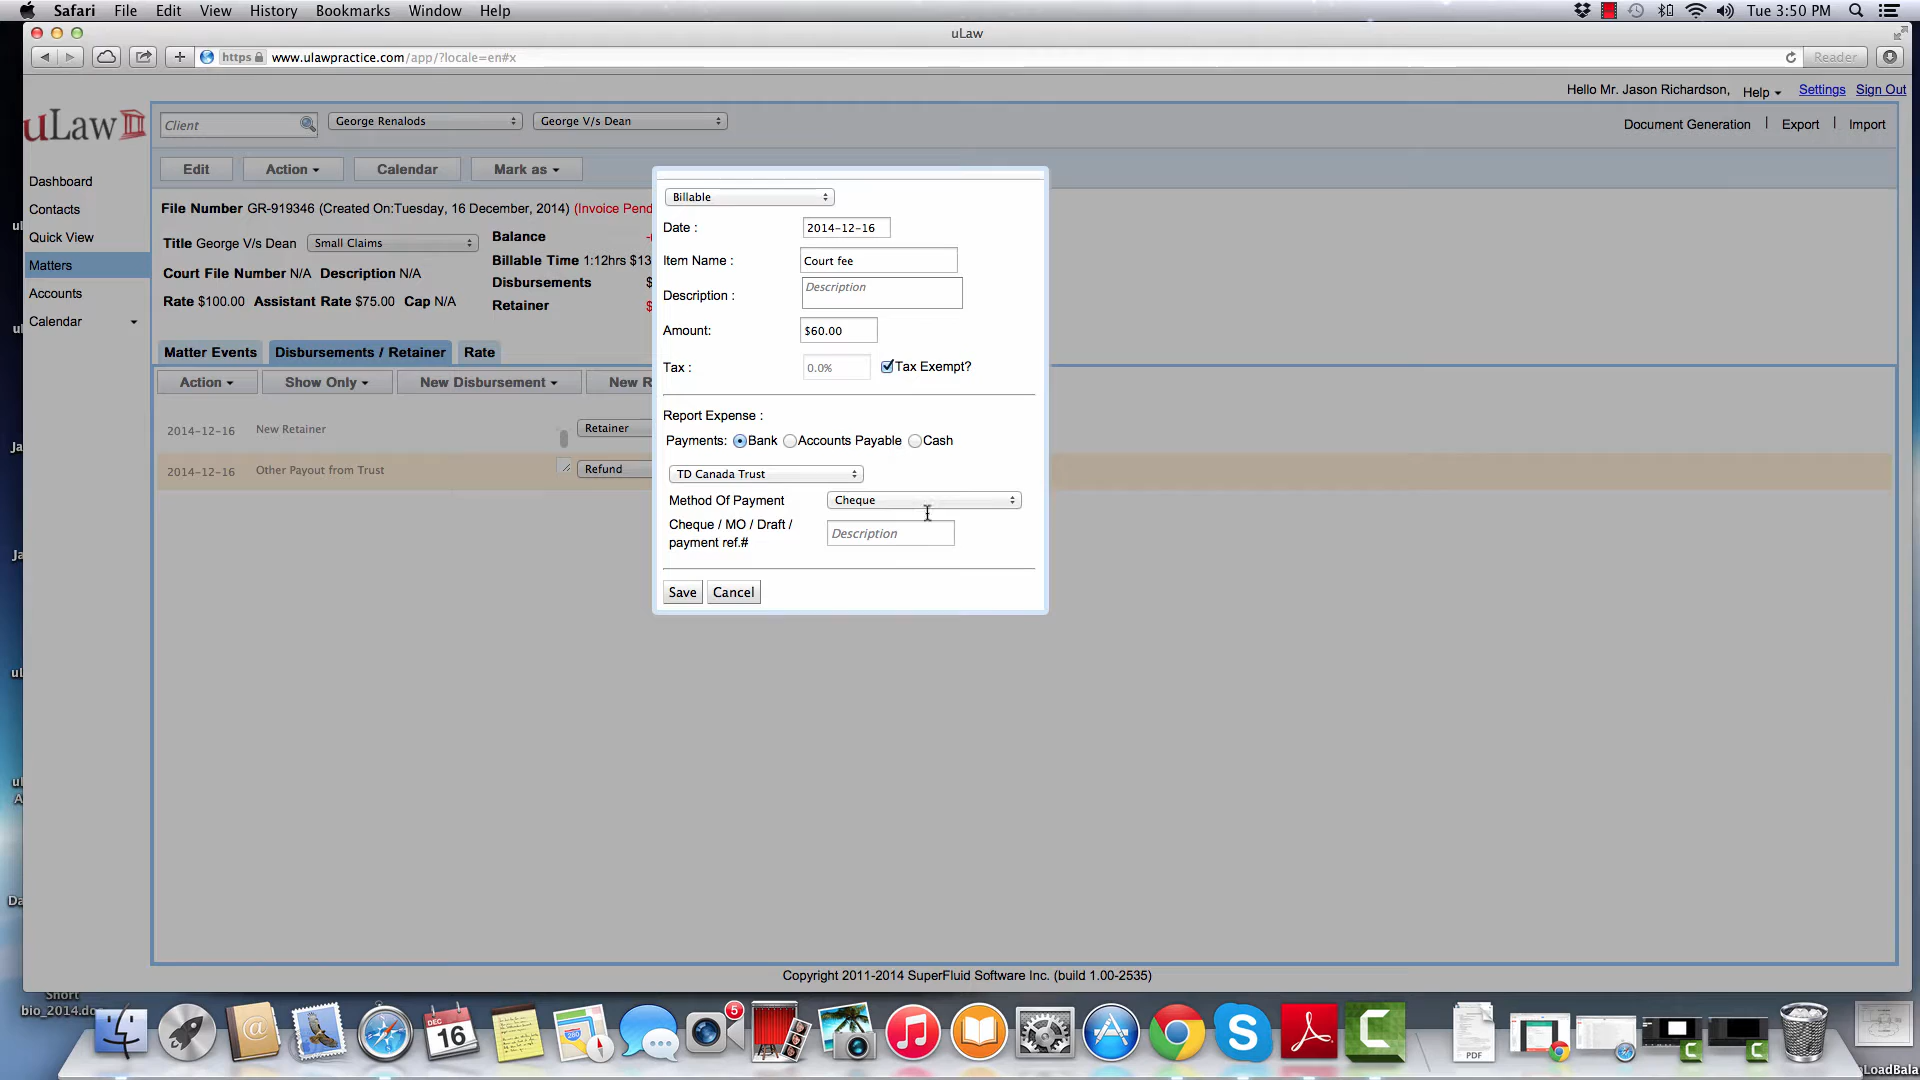 Safari File Edit View History Bookmarks Window Help Tue 3:50 PM
uLaw
https www.ulawpractice.com/app/?locale=en#x Reader
Hello Mr. Jason Richardson, Help Settings Sign Out
uLaw
Client George Renalods George V/s Dean Document Generation Export Import
Edit Action Calendar Mark as
Dashboard
Contacts
Quick View
Matters
Accounts
Calendar
File Number GR-919346 (Created On:Tuesday, 16 December, 2014) (Invoice Pend
Title George V/s Dean Small Claims
Court File Number N/A Description N/A
Rate $100.00 Assistant Rate $75.00 Cap N/A
Balance
Billable Time 1:12hrs $13
Disbursements $
Retainer $
Matter Events Disbursements / Retainer Rate
Action Show Only New Disbursement New R
2014-12-16 New Retainer Retainer
2014-12-16 Other Payout from Trust Refund
Billable
Date : 2014-12-16
Item Name : Court fee
Description : Description
Amount: $60.00
Tax : 0.0% Tax Exempt?
Report Expense :
Payments: Bank Accounts Payable Cash
TD Canada Trust
Method Of Payment Cheque
Cheque / MO / Draft /
payment ref.# Description
Save Cancel
Copyright 2011-2014 SuperFluid Software Inc. (build 1.00-2535)
Short
bio_2014.do
DEC
16
5
PDF
LoadBala